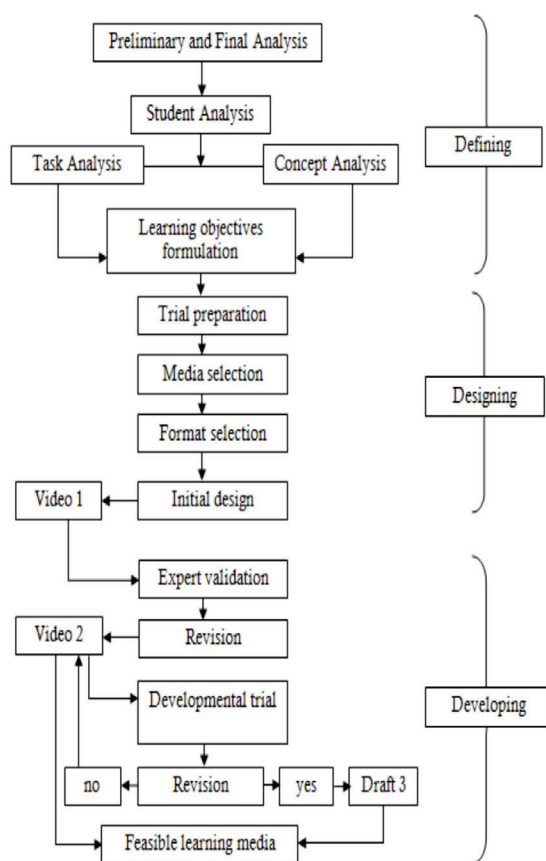 Preliminary and Final Analysis
Student Analysis
Defining
Task Analysis
Concept Analysis
Learning objectives
formulation
Trial preparation
Media selection
Designing
Format selection
Video 1
Initial design
Expert validation
Video 2
Revision
Developmental trial
Developing
no
Revision
yes
Draft 3
Feasible learning media